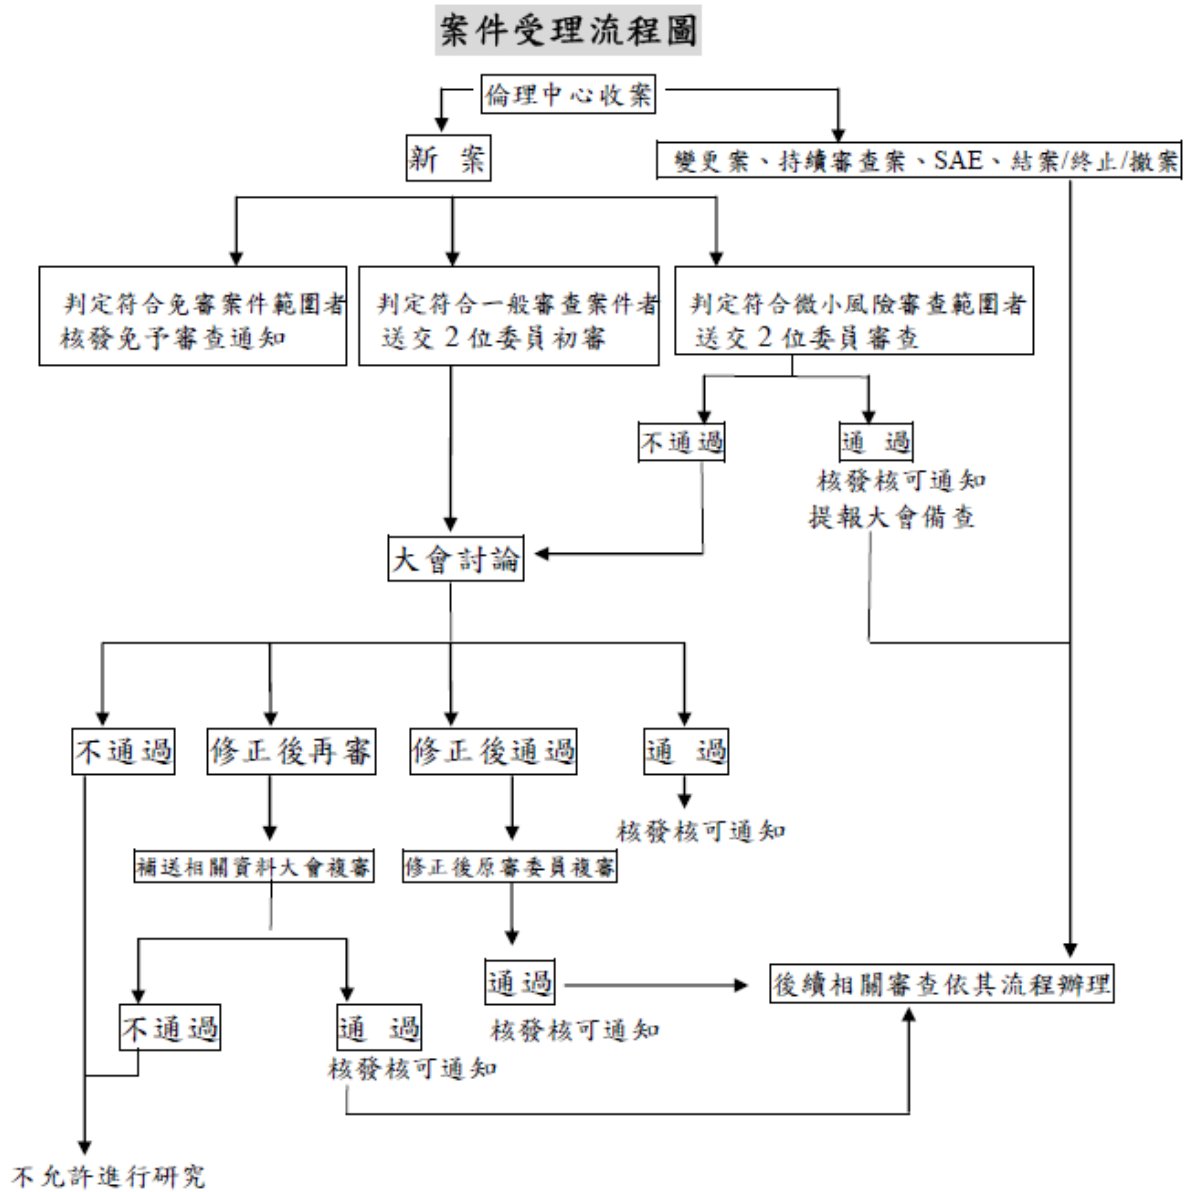 案件受理流程圖
倫理中心收案
新 案
變更案、持續審查案、SAE、結案/終止/撤案
判定符合免審案件範圍者
核發免予審查通知
判定符合一般審查案件者
送交 2 位委員初審
判定符合微小風險審查範圍者
送交 2 位委員審查
不通過
通 過
核發核可通知
提報大會備查
大會討論
不通過
修正後再審
修正後通過
通 過
核發核可通知
補送相關資料大會複審
修正後原審委員複審
通過
核發核可通知
後續相關審查依其流程辦理
不通過
通 過
核發核可通知
不允許進行研究